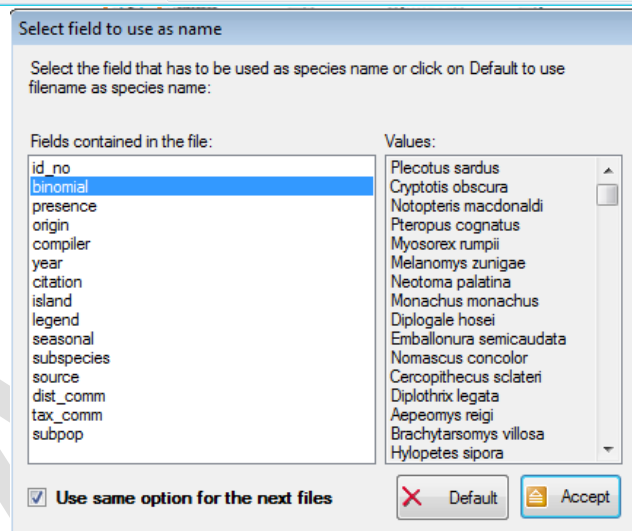 Select field to use as name
Select the field that has to be used as species name or click on Default to use
filename as species name:
Fields contained in the file:
id_no
binomial
presence
origin
compiler
year
citation
island
legend
seasonal
subspecies
source
dist_comm
tax_comm
subpop
Values:
Plecotus sardus
Cryptotis obscura
Notopteris macdonaldi
Pteropus cognatus
Myosorex rumpii
Melanomys zunigae
Neotoma palatina
Monachus monachus
Diplogale hosei
Emballonura semicaudata
Nomascus concolor
Cercopithecus sclateri
Diplothrix legata
Aepeomys reigi
Brachytarsomys villosa
Hylopetes sipora
Use same option for the next files
Default
Accept